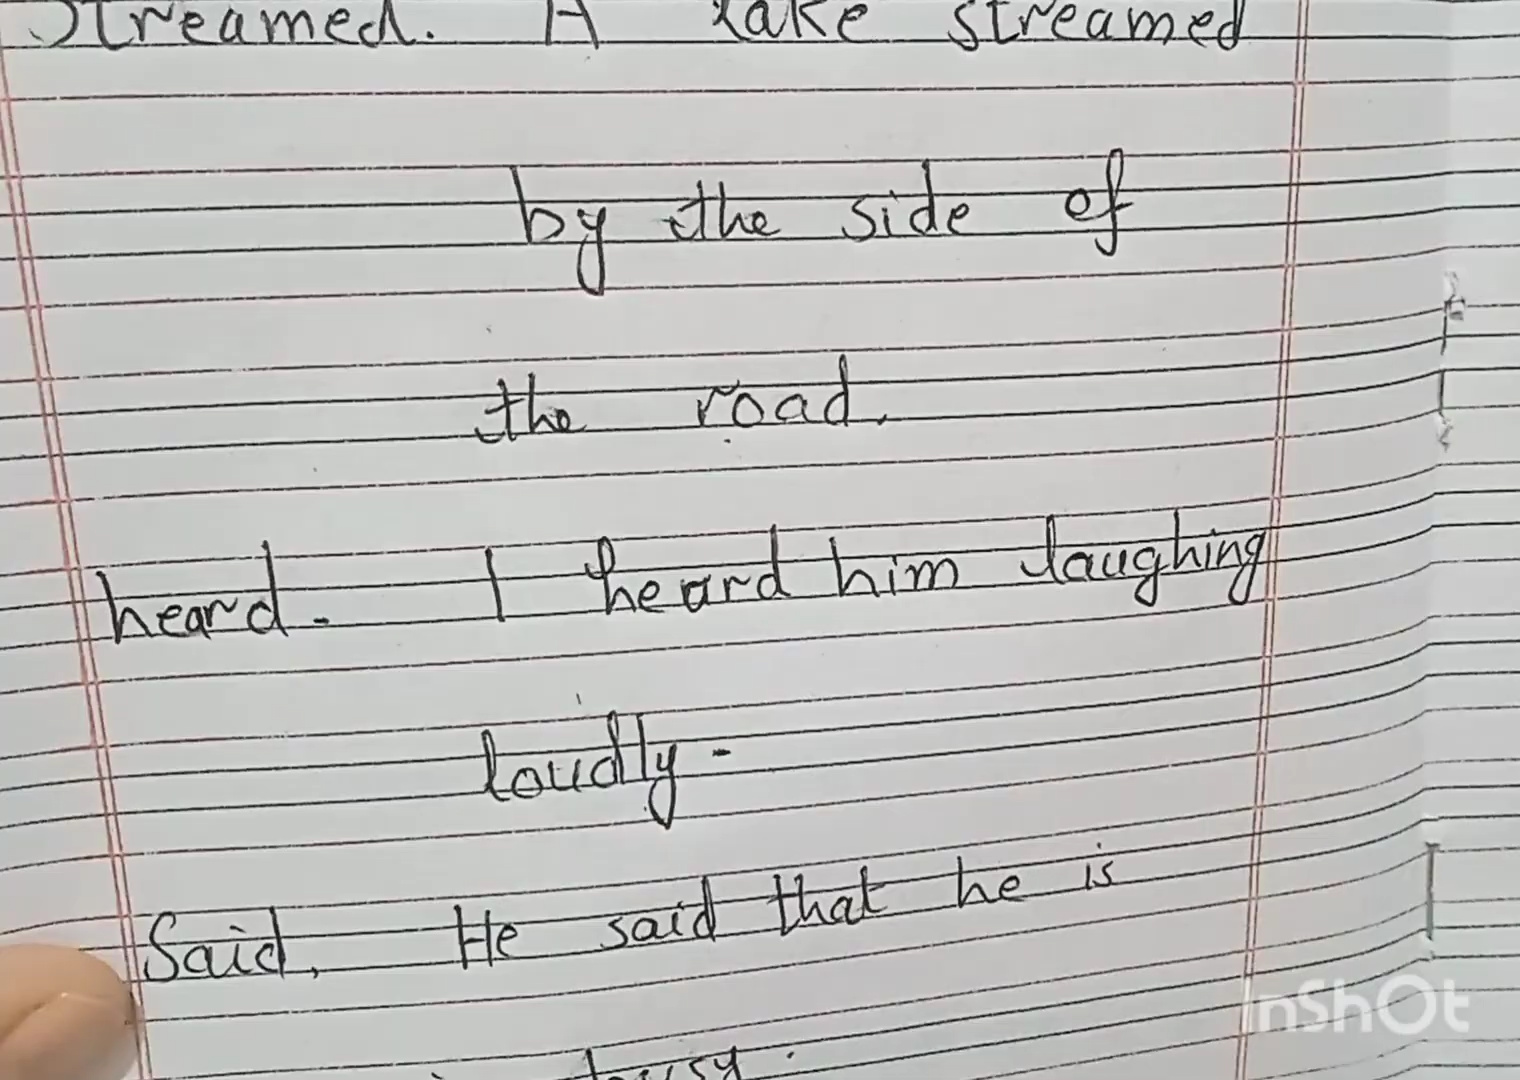 Streamed. A lake streamed
by the side of
the road.
heard. I heard him laughing
loudly.
Said. He said that he is
busy.
InShOt